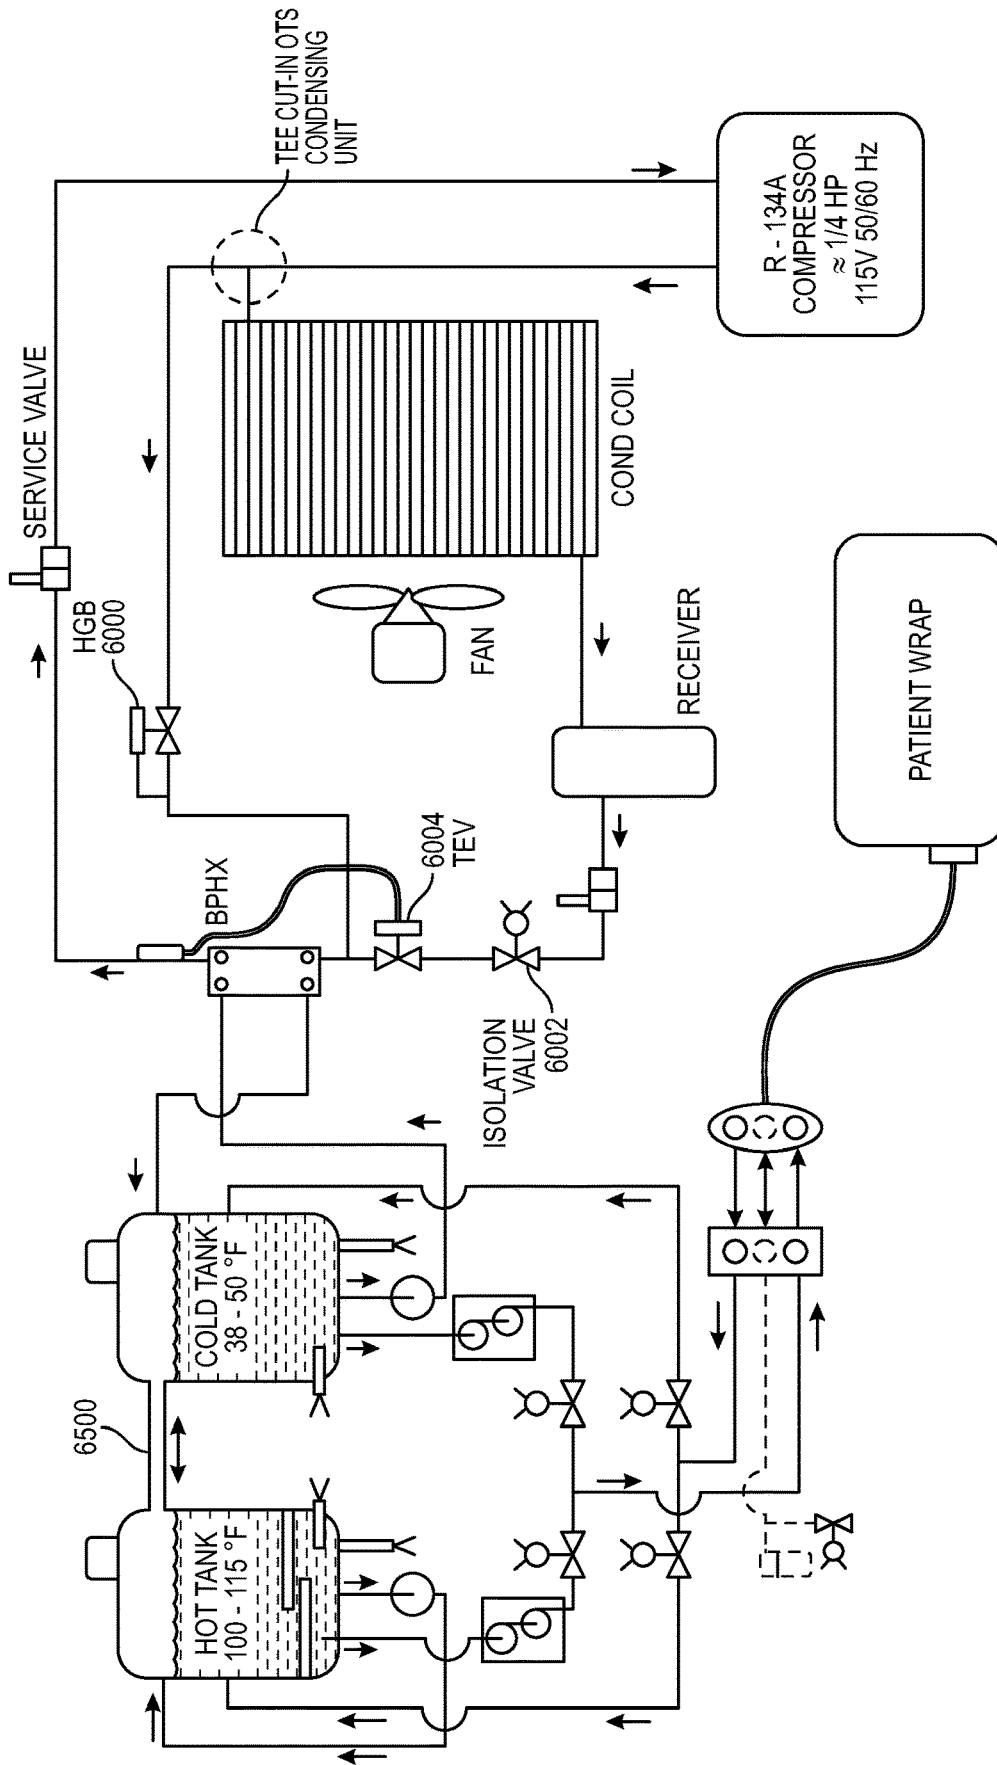 TEE CUT-IN OTS
CONDENSING
UNIT
SERVICE VALVE
R - 134A
COMPRESSOR
≈ 1/4 HP
115V 50/60 Hz
COND COIL
HGB
6000
FAN
RECEIVER
BPHX
6004
TEV
PATIENT WRAP
ISOLATION
VALVE
6002
COLD TANK
38 - 50 °F
6500
HOT TANK
100 - 115 °F